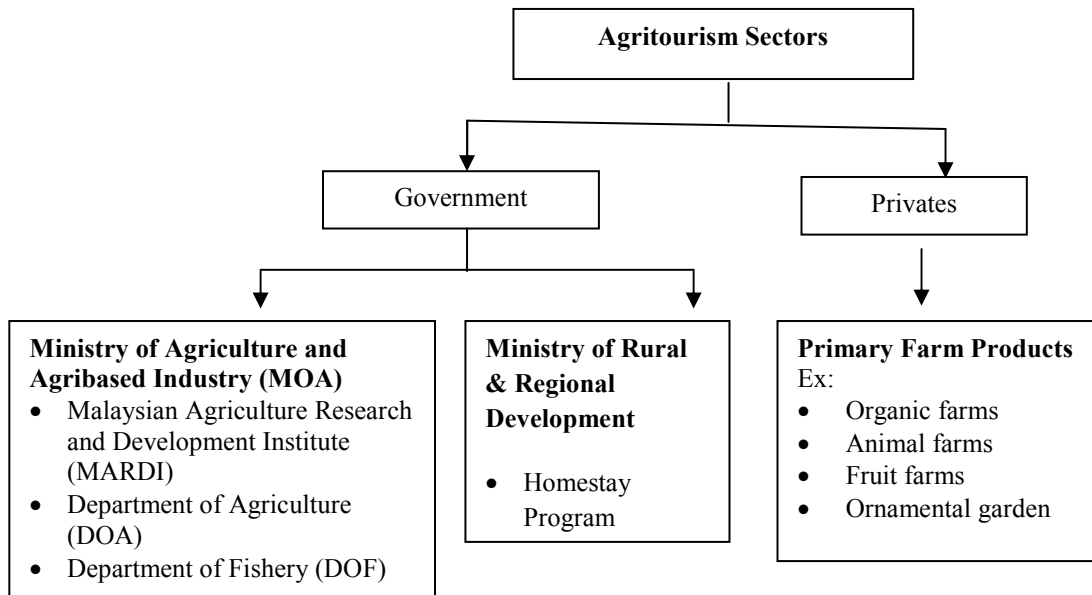 Agritourism Sectors
Government
Privates
Ministry of Agriculture and
Agribased Industry (MOA)
• Malaysian Agriculture Research
and Development Institute
(MARDI)
• Department of Agriculture
(DOA)
• Department of Fishery (DOF)
Ministry of Rural
& Regional
Development
• Homestay
Program
Primary Farm Products
Ex:
• Organic farms
• Animal farms
• Fruit farms
• Ornamental garden